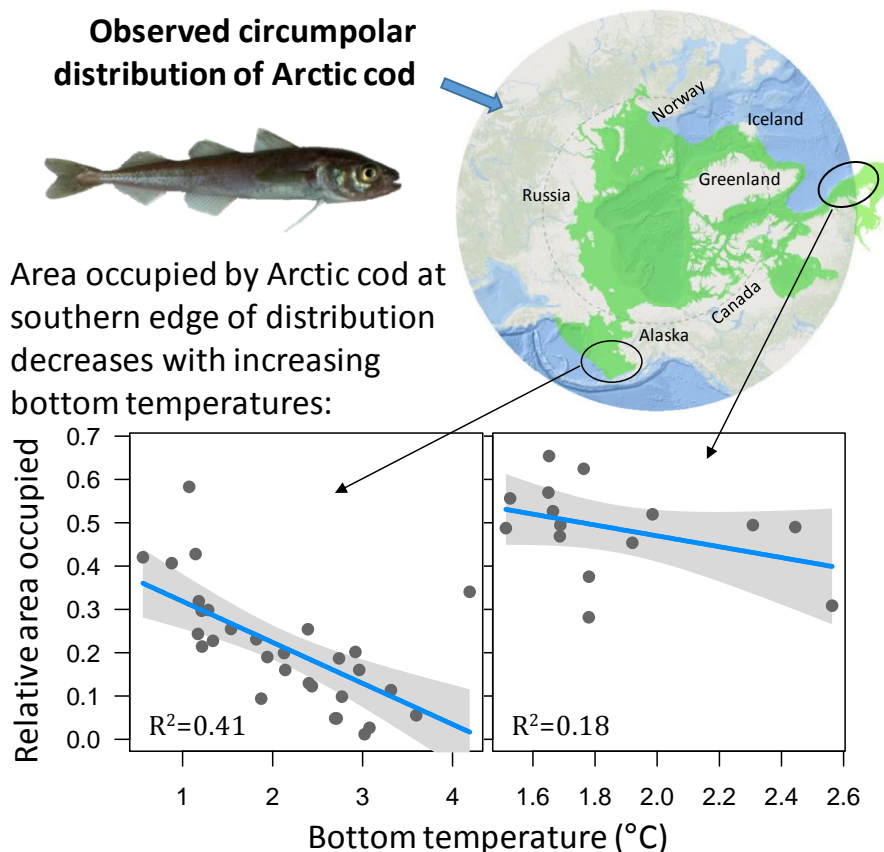 Observed circumpolar
distribution of Arctic cod
Norway
Iceland
Greenland
Russia
Canada
Alaska
Area occupied by Arctic cod at
southern edge of distribution
decreases with increasing
bottom temperatures:
Relative area occupied
0.7
0.6
0.5
0.4
0.3
0.2
0.1
0.0
R²=0.41
R²=0.18
1 2 3 4
1.6 1.8 2.0 2.2 2.4 2.6
Bottom temperature (°C)